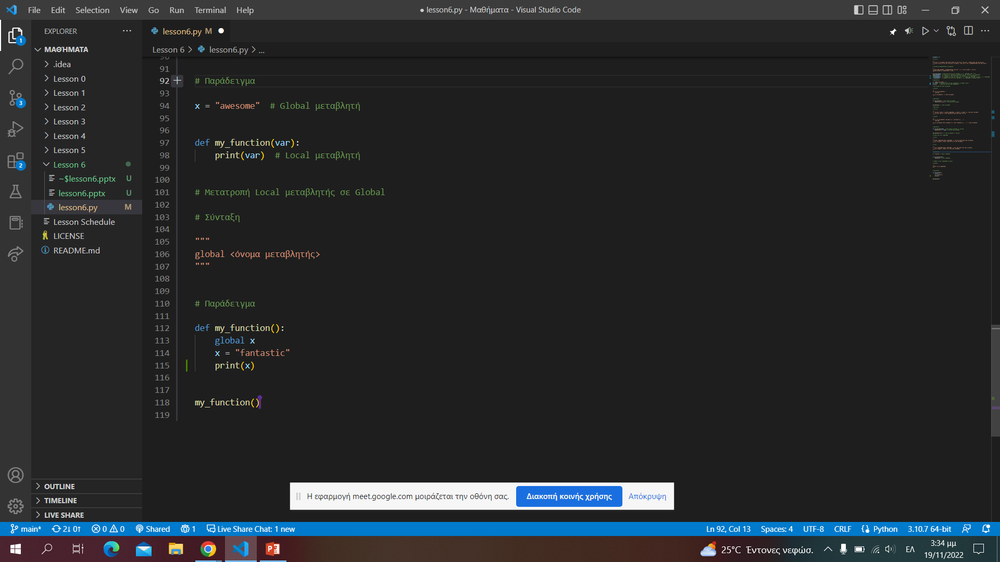 File Edit Selection View Go Run Terminal Help
● lesson6.py - Μαθήματα - Visual Studio Code
EXPLORER
lesson6.py M
ΜΑΘΉΜΑΤΑ
Lesson 6 > lesson6.py > ...
.idea
Lesson 0
Lesson 1
Lesson 2
Lesson 3
Lesson 4
Lesson 5
Lesson 6
~$lesson6.pptx U
lesson6.pptx U
lesson6.py M
Lesson Schedule
LICENSE
README.md
OUTLINE
TIMELINE
LIVE SHARE
1
3
2
90
91
92 # Παράδειγμα
93
94 x = "awesome"  # Global μεταβλητή
95
96
97 def my_function(var):
98     print(var)  # Local μεταβλητή
99
100
101 # Μετατροπή Local μεταβλητής σε Global
102
103 # Σύνταξη
104
105 """
106 global <όνομα μεταβλητής>
107 """
108
109
110 # Παράδειγμα
111
112 def my_function():
113     global x
114     x = "fantastic"
115     print(x)
116
117
118 my_function()
119
Η εφαρμογή meet.google.com μοιράζεται την οθόνη σας. Διακοπή κοινής χρήσης Απόκρυψη
main* 2↓ 0↑ 0 0 Shared 1 Live Share Chat: 1 new Ln 92, Col 13 Spaces: 4 UTF-8 CRLF Python 3.10.7 64-bit
25°C Έντονες νεφώσ. ΕΛ
3:34 μμ
19/11/2022